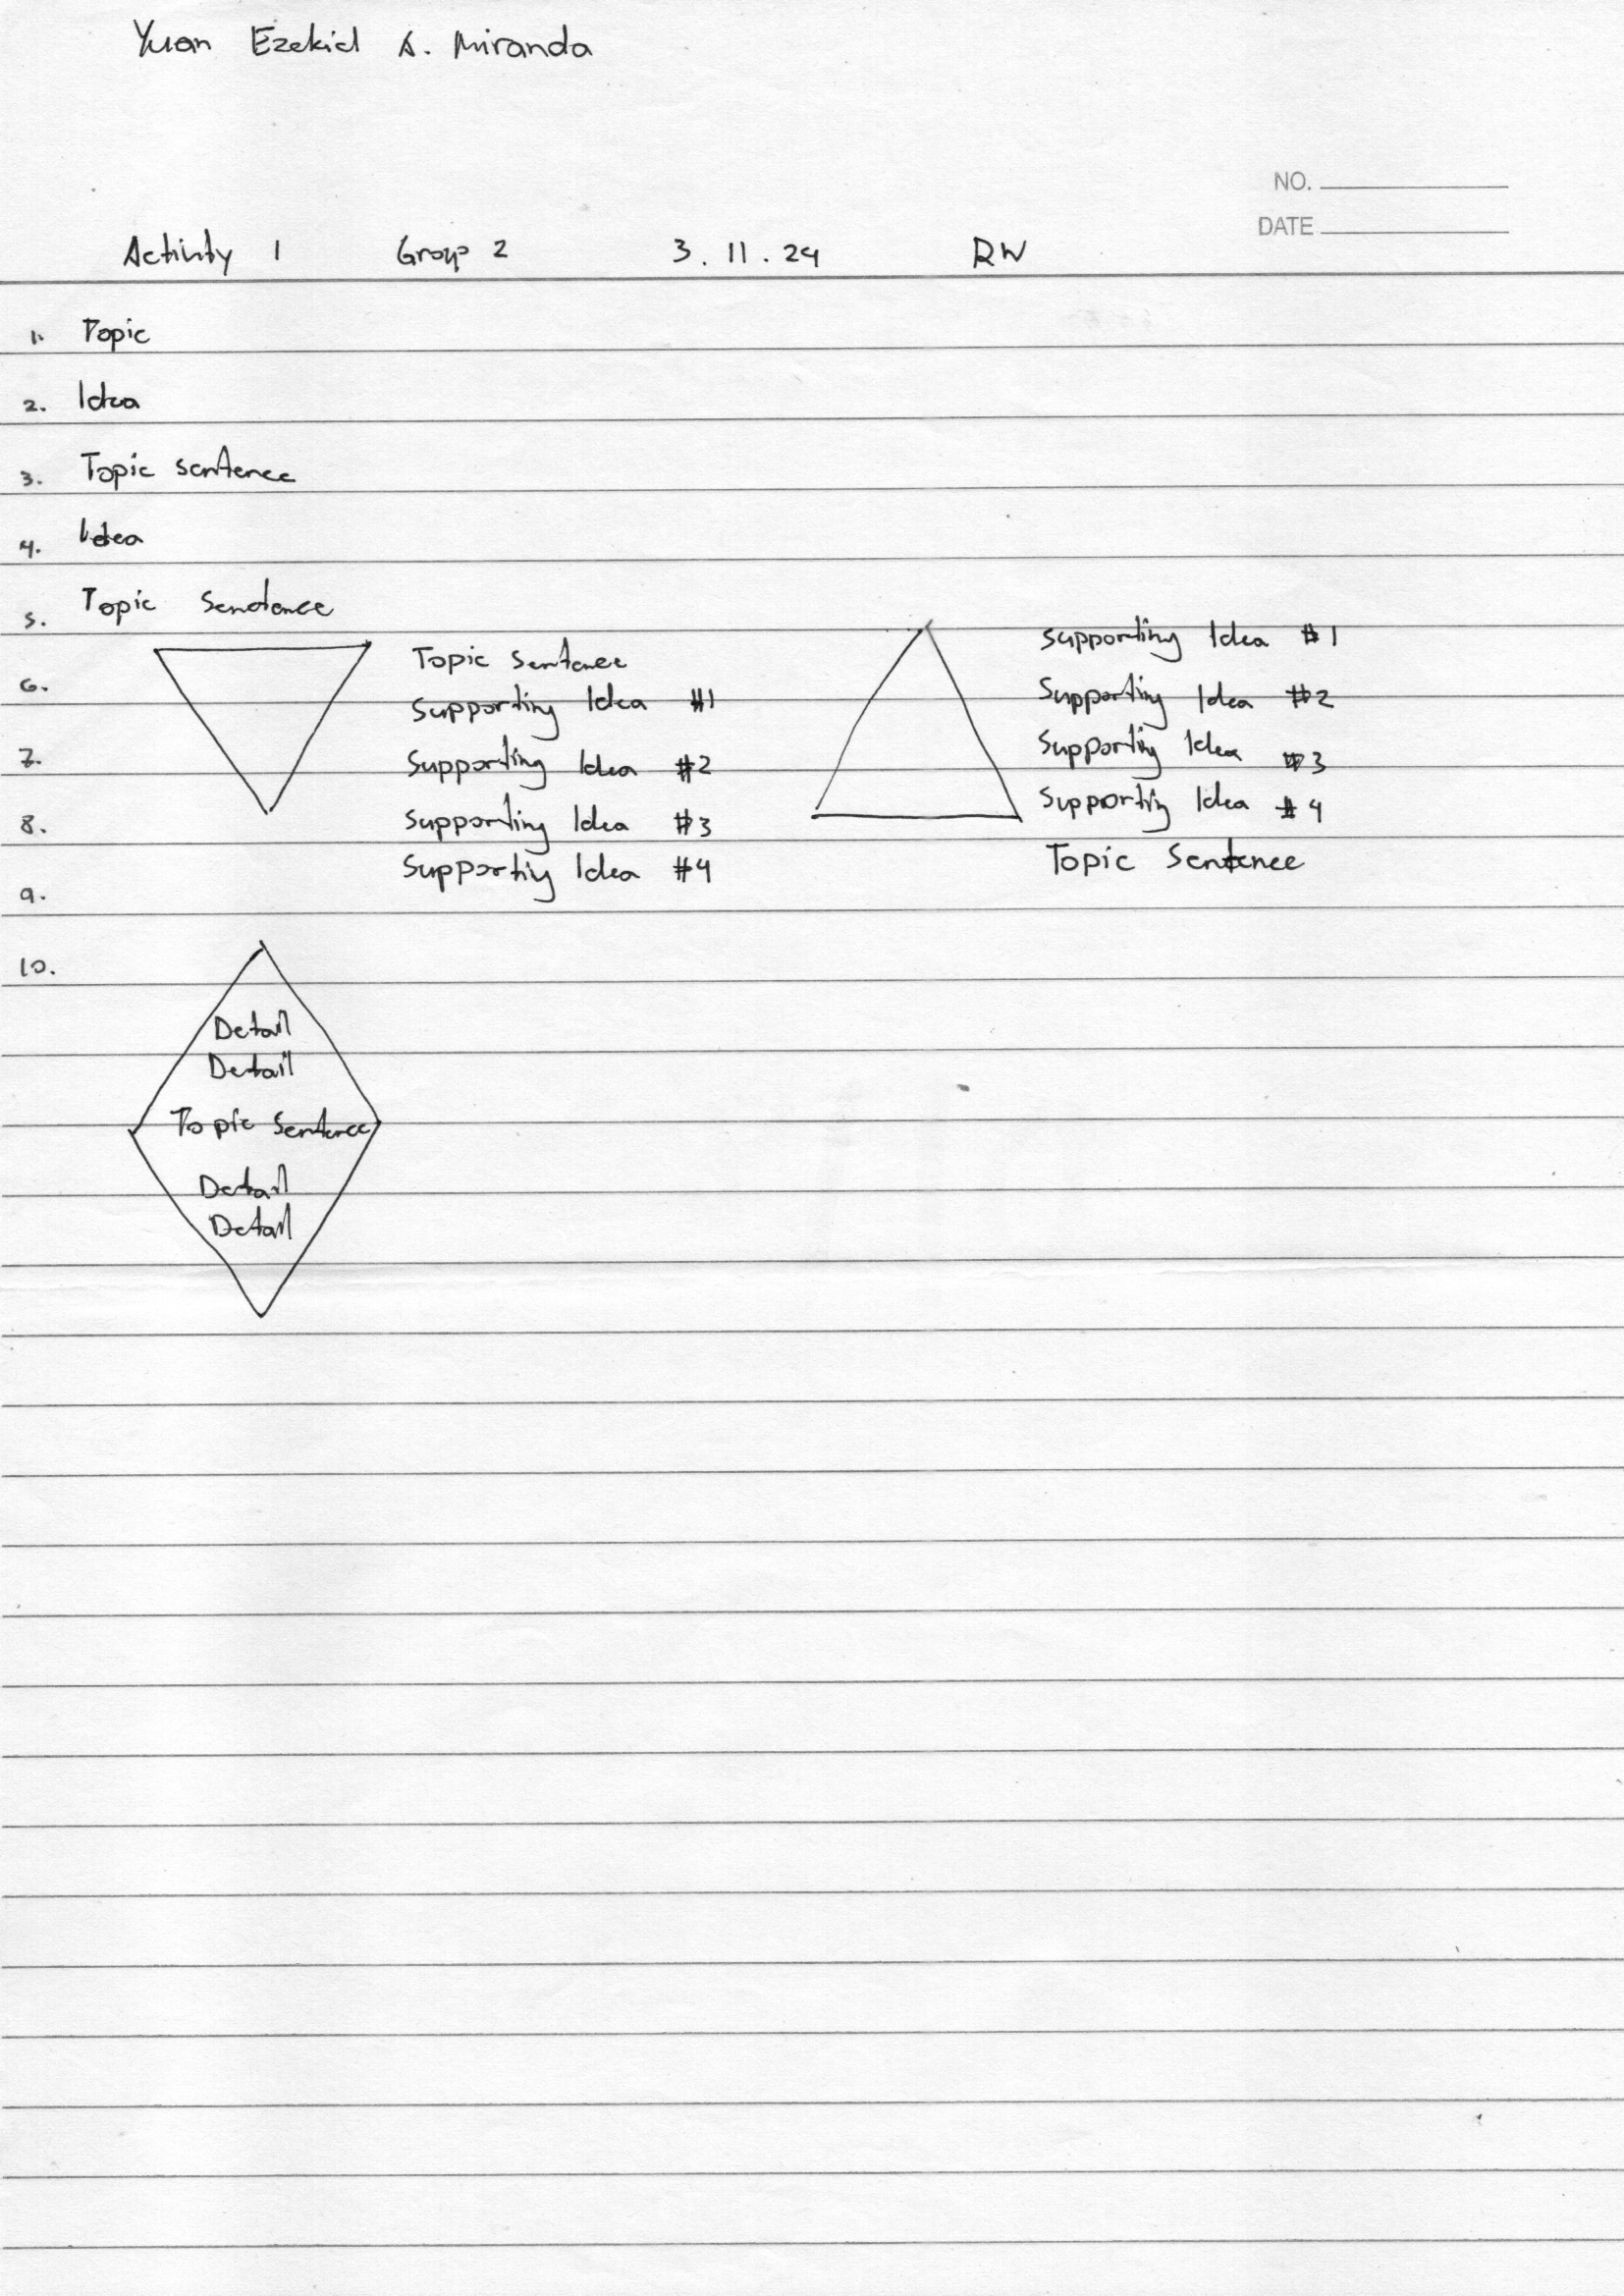 Yuan Ezekiel A. Miranda
NO.
DATE
Activity 1 Group 2 3.11.24 RW
1. Topic
2. Idea
3. Topic sentence
4. Idea
5. Topic Sendence
6.
7.
8.
9.
10.
Topic Sentence
Supporting Idea #1
Supporting Idea #2
Supporting Idea #3
Supporting Idea #4
Supporting Idea #1
Supporting Idea #2
Supporting Idea #3
Supporting Idea #4
Topic Sentence
Detail
Detail
Topic Sentence
Detail
Detail